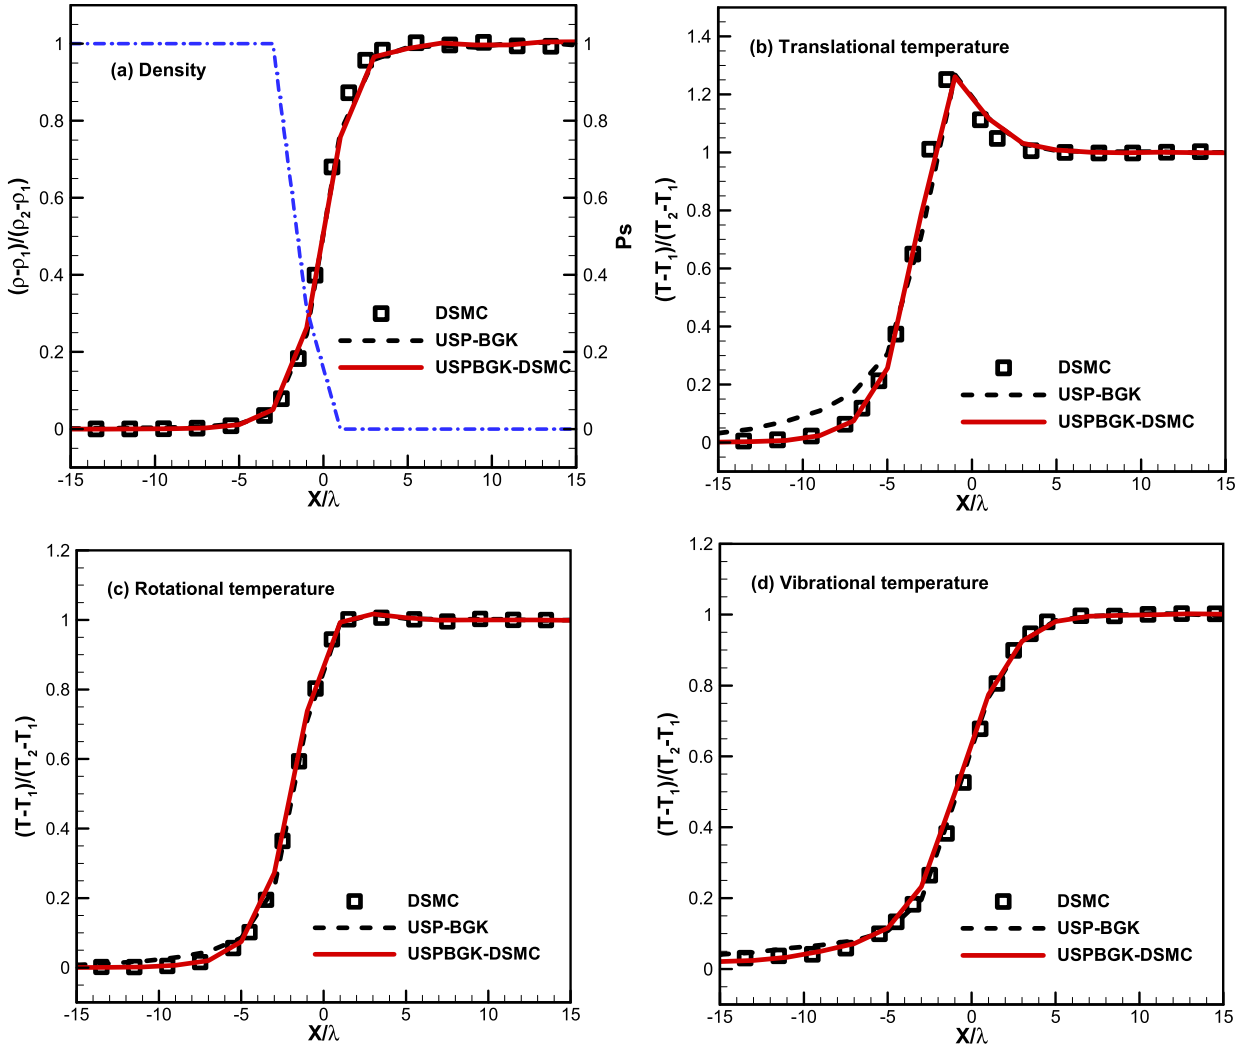 (a) Density
(ρ-ρ1)/(ρ2-ρ1)
1
0.8
0.6
0.4
0.2
0
1
0.8
0.6
0.4
0.2
0
Ps
DSMC
USP-BGK
USPBGK-DSMC
-15 -10 -5 0 5 10 15
X/λ
(b) Translational temperature
(T-T1)/(T2-T1)
1.4
1.2
1
0.8
0.6
0.4
0.2
0
DSMC
USP-BGK
USPBGK-DSMC
-15 -10 -5 0 5 10 15
X/λ
(c) Rotational temperature
(T-T1)/(T2-T1)
1.2
1
0.8
0.6
0.4
0.2
0
DSMC
USP-BGK
USPBGK-DSMC
-15 -10 -5 0 5 10 15
X/λ
(d) Vibrational temperature
(T-T1)/(T2-T1)
1.2
1
0.8
0.6
0.4
0.2
0
DSMC
USP-BGK
USPBGK-DSMC
-15 -10 -5 0 5 10 15
X/λ